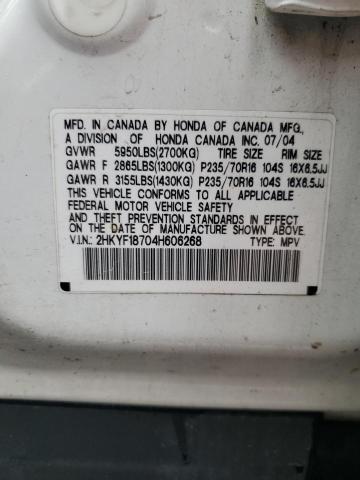 MFD. IN CANADA BY HONDA OF CANADA MFG.,
A DIVISION OF HONDA CANADA INC. 07/04
GVWR 5950LBS(2700KG) TIRE SIZE RIM SIZE
GAWR F 2865LBS(1300KG) P235/70R16 104S 16X6.5JJ
GAWR R 3155LBS(1430KG) P235/70R16 104S 16X6.5JJ
THIS VEHICLE CONFORMS TO ALL APPLICABLE
FEDERAL MOTOR VEHICLE SAFETY
AND THEFT PREVENTION STANDARDS IN EFFECT
ON THE DATE OF MANUFACTURE SHOWN ABOVE.
V.I.N.: 2HKYF18704H606268 TYPE: MPV